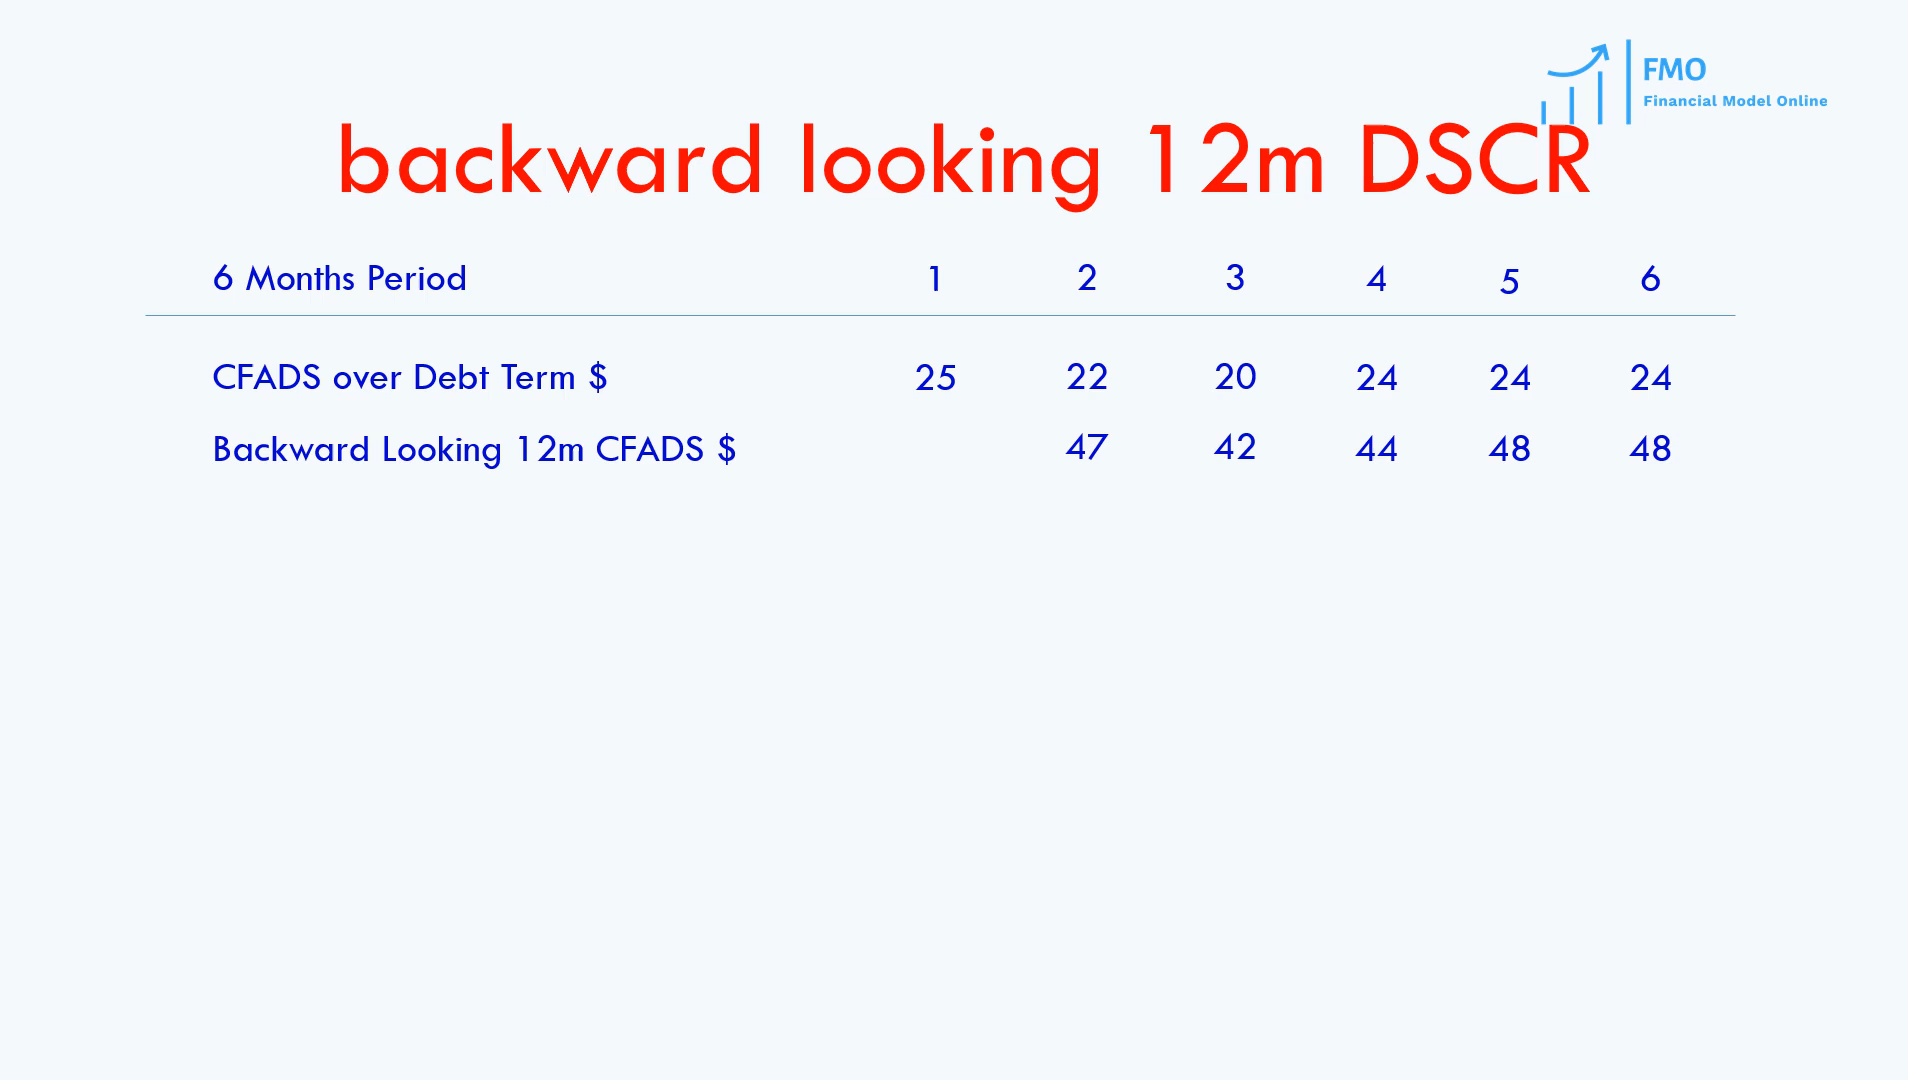 FMO
Financial Model Online
backward looking 12m DSCR
6 Months Period 1 2 3 4 5 6
CFADS over Debt Term $ 25 22 20 24 24 24
Backward Looking 12m CFADS $ 47 42 44 48 48